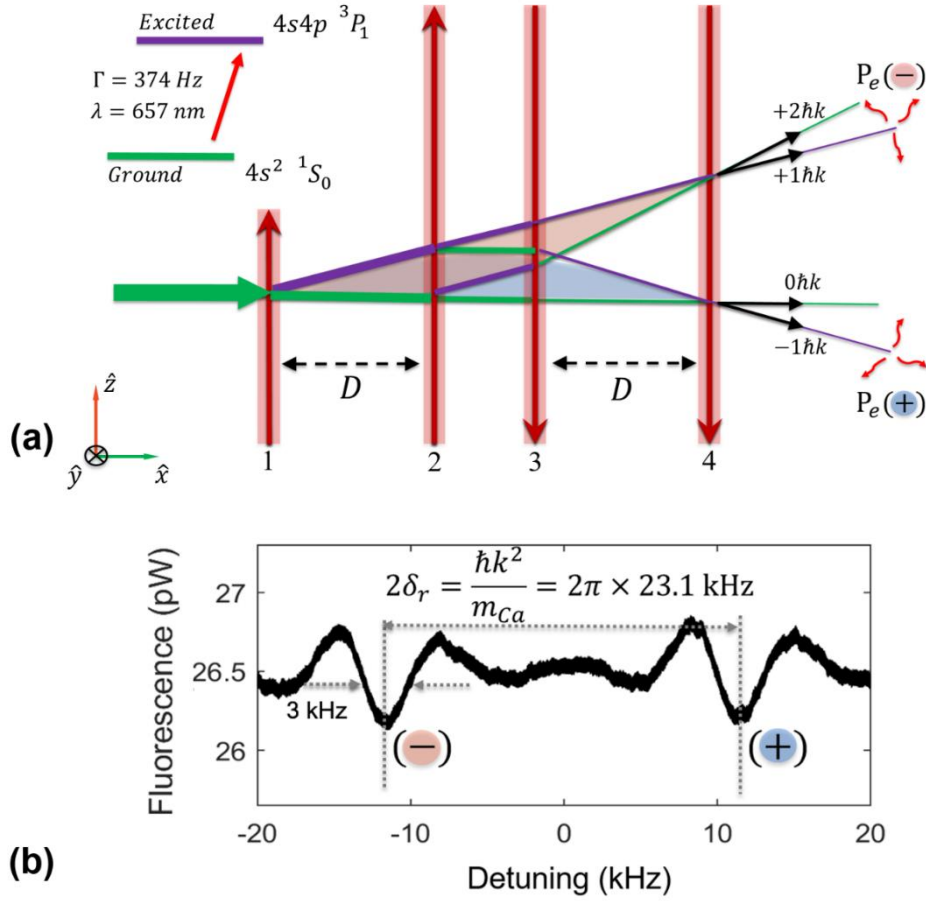 Excited 4s4p ³P₁
Γ = 374 Hz
λ = 657 nm
Ground 4s² ¹S₀
Pₑ(−)
+2ħk
+1ħk
0ħk
−1ħk
Pₑ(+)
D D
ẑ
ŷ x̂
(a)
1 2 3 4
2δᵣ = ħk²/m_Ca = 2π × 23.1 kHz
Fluorescence (pW)
27
26.5
26
3 kHz
(−) (+)
-20 -10 0 10 20
Detuning (kHz)
(b)